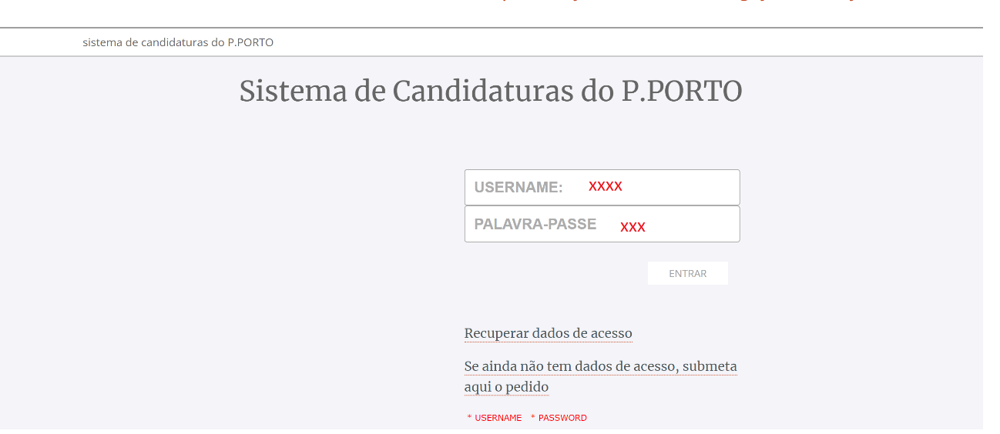 sistema de candidaturas do P.PORTO
Sistema de Candidaturas do P.PORTO
USERNAME: XXXX
PALAVRA-PASSE XXX
ENTRAR
Recuperar dados de acesso
Se ainda não tem dados de acesso, submeta
aqui o pedido
* USERNAME * PASSWORD